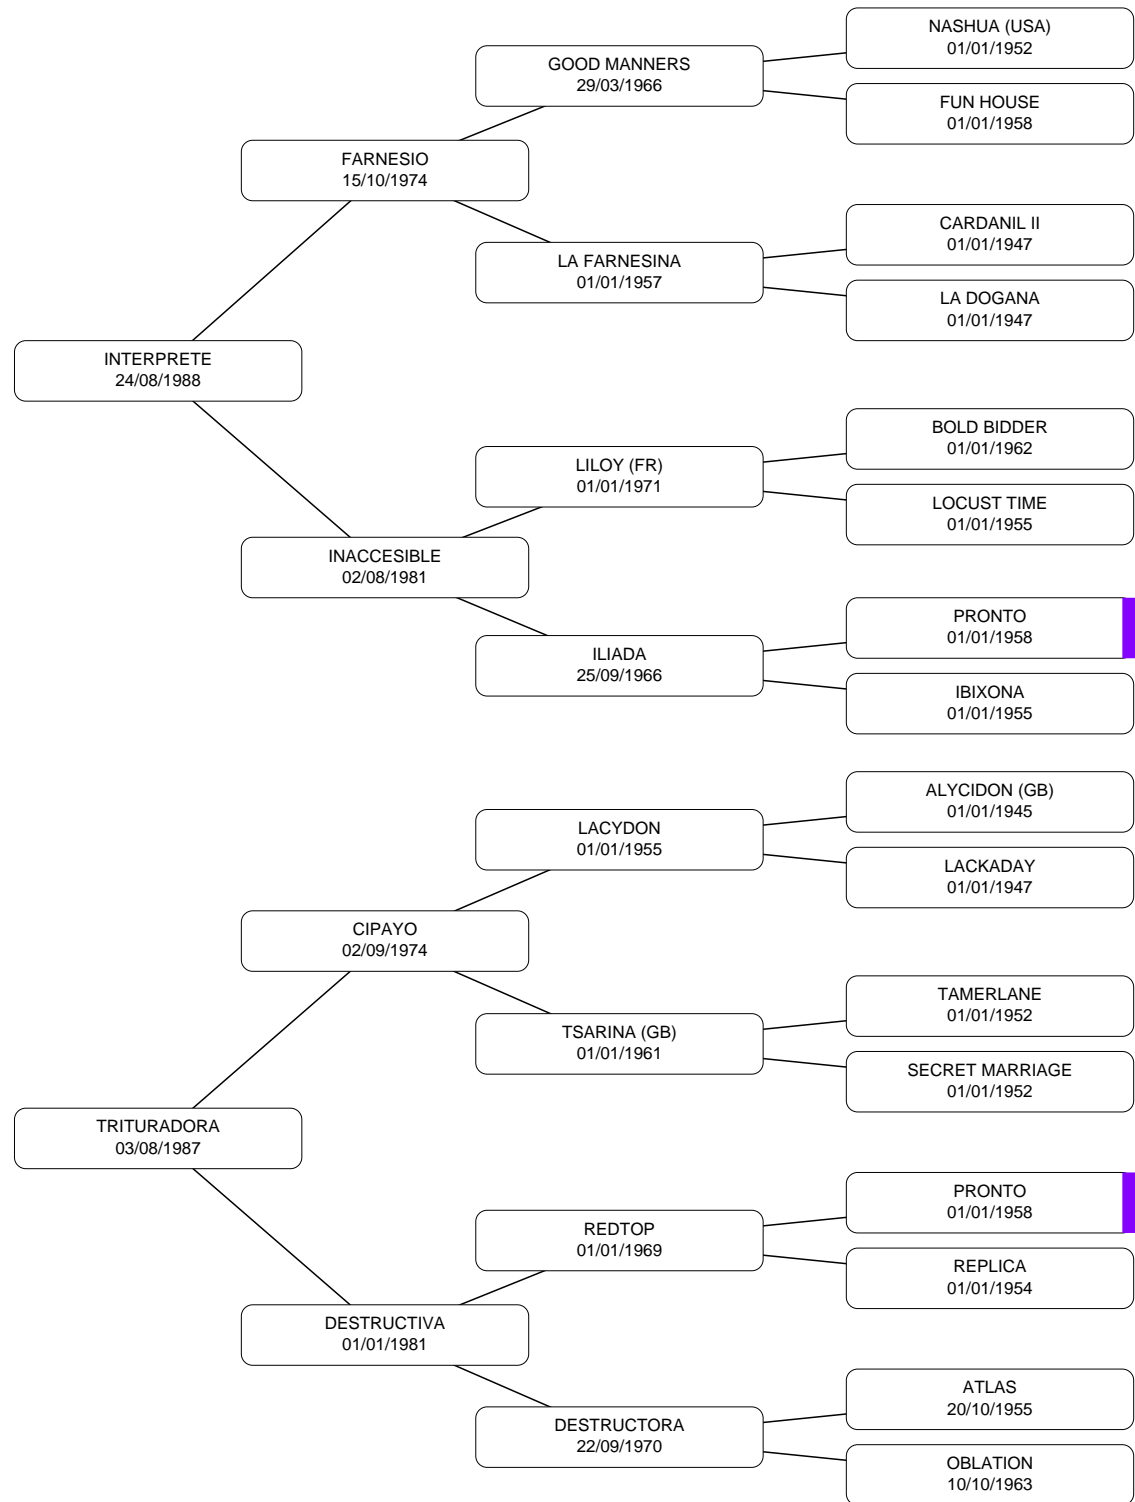 NASHUA (USA)
01/01/1952
GOOD MANNERS
29/03/1966
FUN HOUSE
01/01/1958
FARNESIO
15/10/1974
CARDANIL II
01/01/1947
LA FARNESINA
01/01/1957
LA DOGANA
01/01/1947
INTERPRETE
24/08/1988
BOLD BIDDER
01/01/1962
LILOY (FR)
01/01/1971
LOCUST TIME
01/01/1955
INACCESIBLE
02/08/1981
PRONTO
01/01/1958
ILIADA
25/09/1966
IBIXONA
01/01/1955
ALYCIDON (GB)
01/01/1945
LACYDON
01/01/1955
LACKADAY
01/01/1947
CIPAYO
02/09/1974
TAMERLANE
01/01/1952
TSARINA (GB)
01/01/1961
SECRET MARRIAGE
01/01/1952
TRITURADORA
03/08/1987
PRONTO
01/01/1958
REDTOP
01/01/1969
REPLICA
01/01/1954
DESTRUCTIVA
01/01/1981
ATLAS
20/10/1955
DESTRUCTORA
22/09/1970
OBLATION
10/10/1963